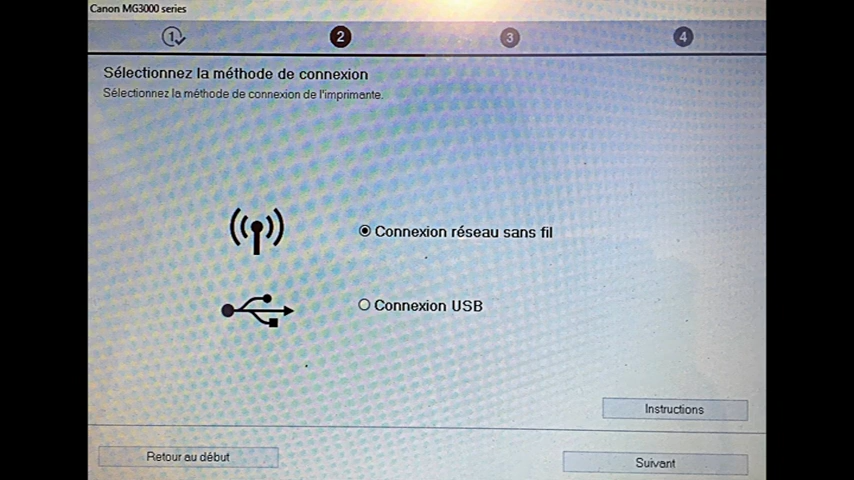 Canon MG3000 series
1 2 3 4
Sélectionnez la méthode de connexion
Sélectionnez la méthode de connexion de l'imprimante.
Connexion réseau sans fil
Connexion USB
Instructions
Retour au début
Suivant